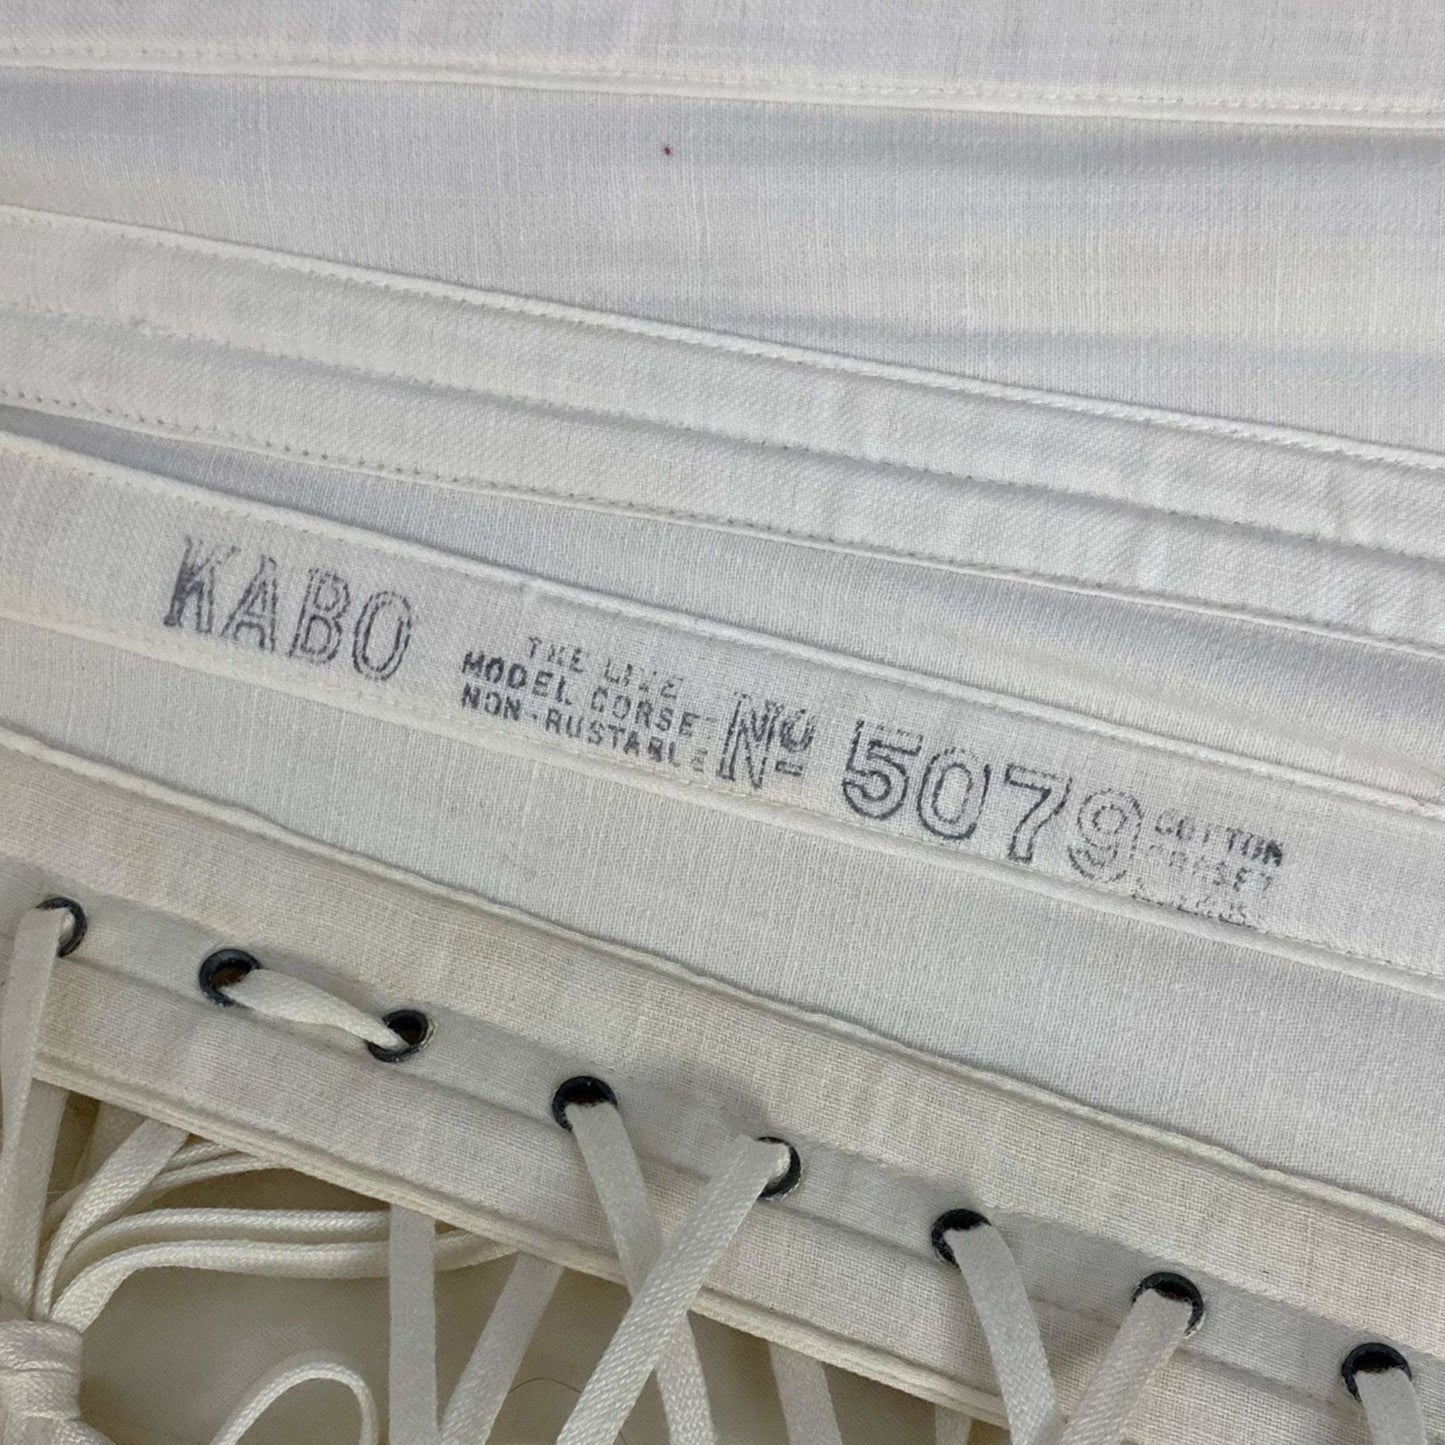 KABO
THE LIVE
MODEL CORSET
NON-RUSTABLE
Nº 5079
COTTON
CORSET